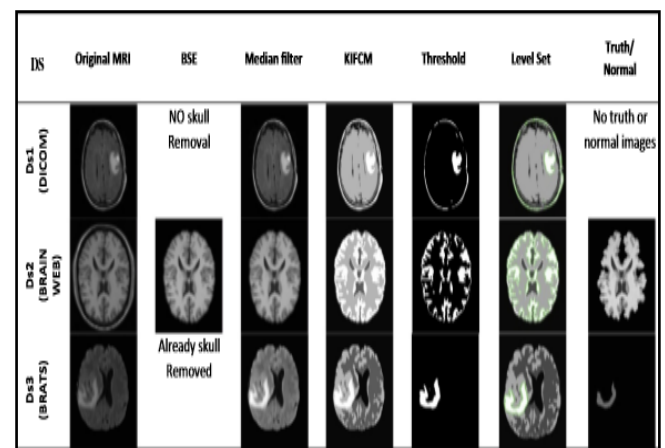 DS Original MRI BSE Median filter KIFCM Threshold Level Set Truth/
Normal
Ds1
(DICOM)
NO skull
Removal
No truth or
normal images
Ds2
(BRAIN
WEB)
Ds3
(BRATS)
Already skull
Removed